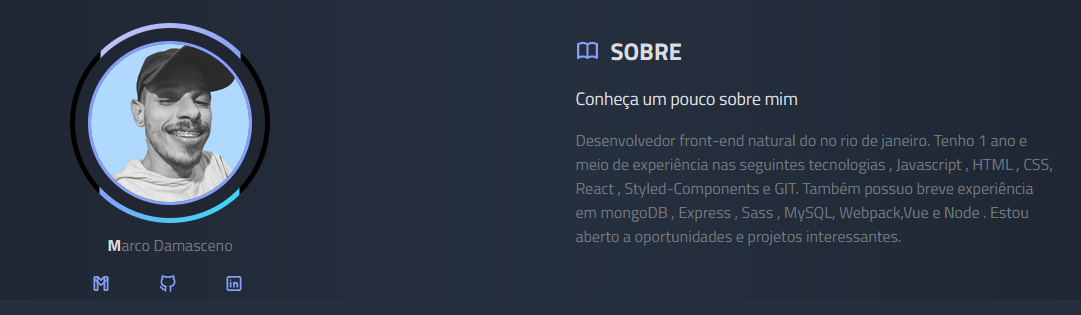 SOBRE
Conheça um pouco sobre mim
Desenvolvedor front-end natural do no rio de janeiro. Tenho 1 ano e
meio de experiência nas seguintes tecnologias , Javascript , HTML , CSS,
React , Styled-Components e GIT. Também possuo breve experiência
em mongoDB , Express , Sass , MySQL, Webpack,Vue e Node . Estou
aberto a oportunidades e projetos interessantes.
Marco Damasceno